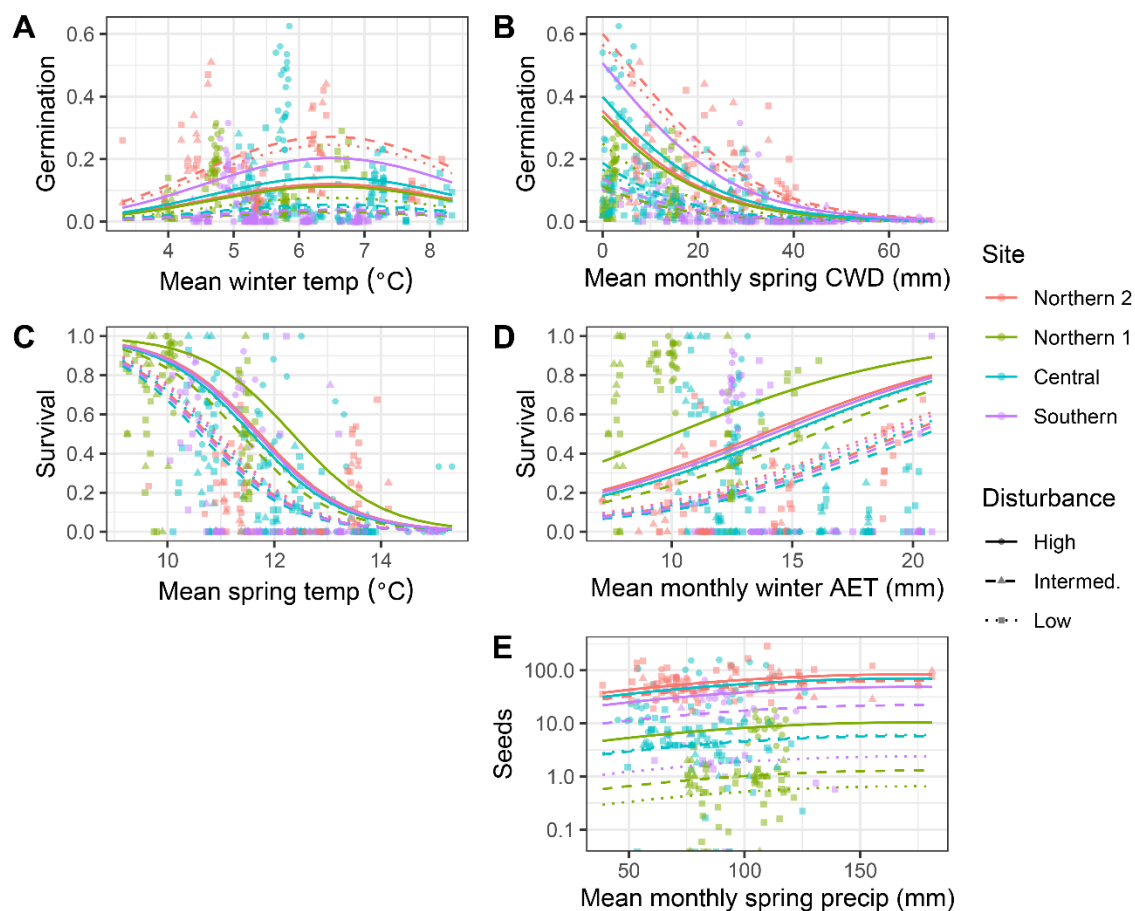 A
B
0.6
0.4
0.2
0.0
Germination
4 5 6 7 8
Mean winter temp (°C)
0.6
0.4
0.2
0.0
Germination
0 20 40 60
Mean monthly spring CWD (mm)
C
D
1.0
0.8
0.6
0.4
0.2
0.0
Survival
10 12 14
Mean spring temp (°C)
1.0
0.8
0.6
0.4
0.2
0.0
Survival
10 15 20
Mean monthly winter AET (mm)
E
100.0
10.0
1.0
0.1
Seeds
50 100 150
Mean monthly spring precip (mm)
Site
Northern 2
Northern 1
Central
Southern
Disturbance
High
Intermed.
Low